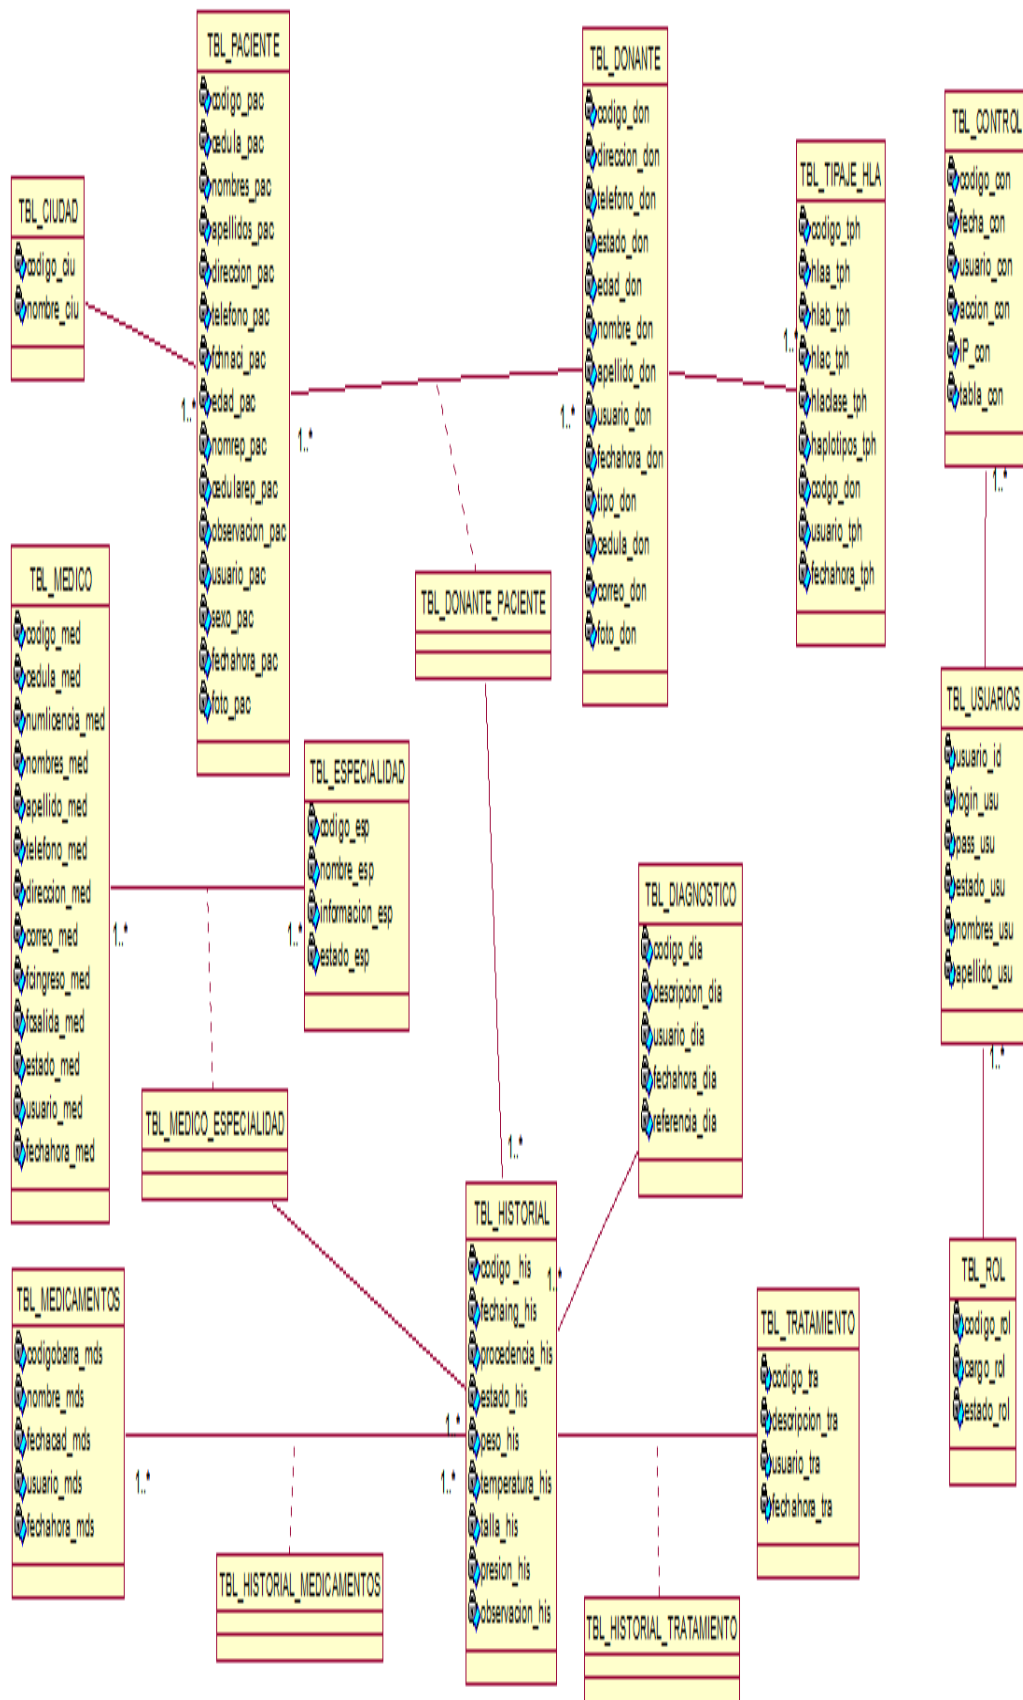 TBL_PACIENTE
codigo_pac
cedula_pac
nombres_pac
apellidos_pac
direccion_pac
telefono_pac
fchnaci_pac
edad_pac
nomrep_pac
cedularep_pac
observacion_pac
usuario_pac
sexo_pac
fechahora_pac
foto_pac
TBL_DONANTE
codigo_don
direccion_don
telefono_don
estado_don
edad_don
nombre_don
apellido_don
usuario_don
fechahora_don
tipo_don
cedula_don
correo_don
foto_don
TBL_CONTROL
codigo_con
fecha_con
usuario_con
accion_con
IP_con
tabla_con
TBL_TIPAJE_HLA
codigo_tph
hlaa_tph
hlab_tph
hlac_tph
hlaclase_tph
haplotipos_tph
codgo_don
usuario_tph
fechahora_tph
TBL_CIUDAD
codigo_ciu
nombre_ciu
1..*
1..*
1..*
1..*
1..*
TBL_MEDICO
codigo_med
cedula_med
numlicencia_med
nombres_med
apellido_med
telefono_med
direccion_med
correo_med
fcingreso_med
fcsalida_med
estado_med
usuario_med
fechahora_med
TBL_DONANTE_PACIENTE
TBL_USUARIOS
usuario_id
login_usu
pass_usu
estado_usu
nombres_usu
apellido_usu
1..*
TBL_ESPECIALIDAD
codigo_esp
nombre_esp
informacion_esp
estado_esp
1..*
1..*
TBL_DIAGNOSTICO
codigo_dia
descripcion_dia
usuario_dia
fechahora_dia
referencia_dia
TBL_MEDICO_ESPECIALIDAD
1..*
TBL_HISTORIAL
codigo_his
fechaing_his
procedencia_his
estado_his
peso_his
temperatura_his
talla_his
presion_his
observacion_his
1..*
1..*
1..*
TBL_ROL
codigo_rol
cargo_rol
estado_rol
TBL_MEDICAMENTOS
codigobarra_mds
nombre_mds
fechacad_mds
usuario_mds
fechahora_mds
1..*
TBL_TRATAMIENTO
codigo_tra
descripcion_tra
usuario_tra
fechahora_tra
TBL_HISTORIAL_MEDICAMENTOS
TBL_HISTORIAL_TRATAMIENTO